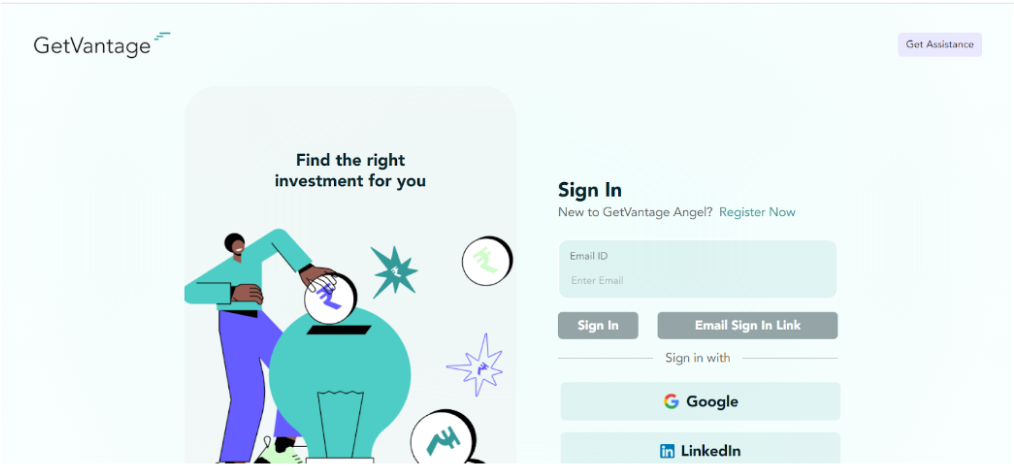 GetVantage
Get Assistance
Find the right
investment for you
Sign In
New to GetVantage Angel? Register Now
Email ID
Enter Email
Sign In
Email Sign In Link
Sign in with
Google
LinkedIn